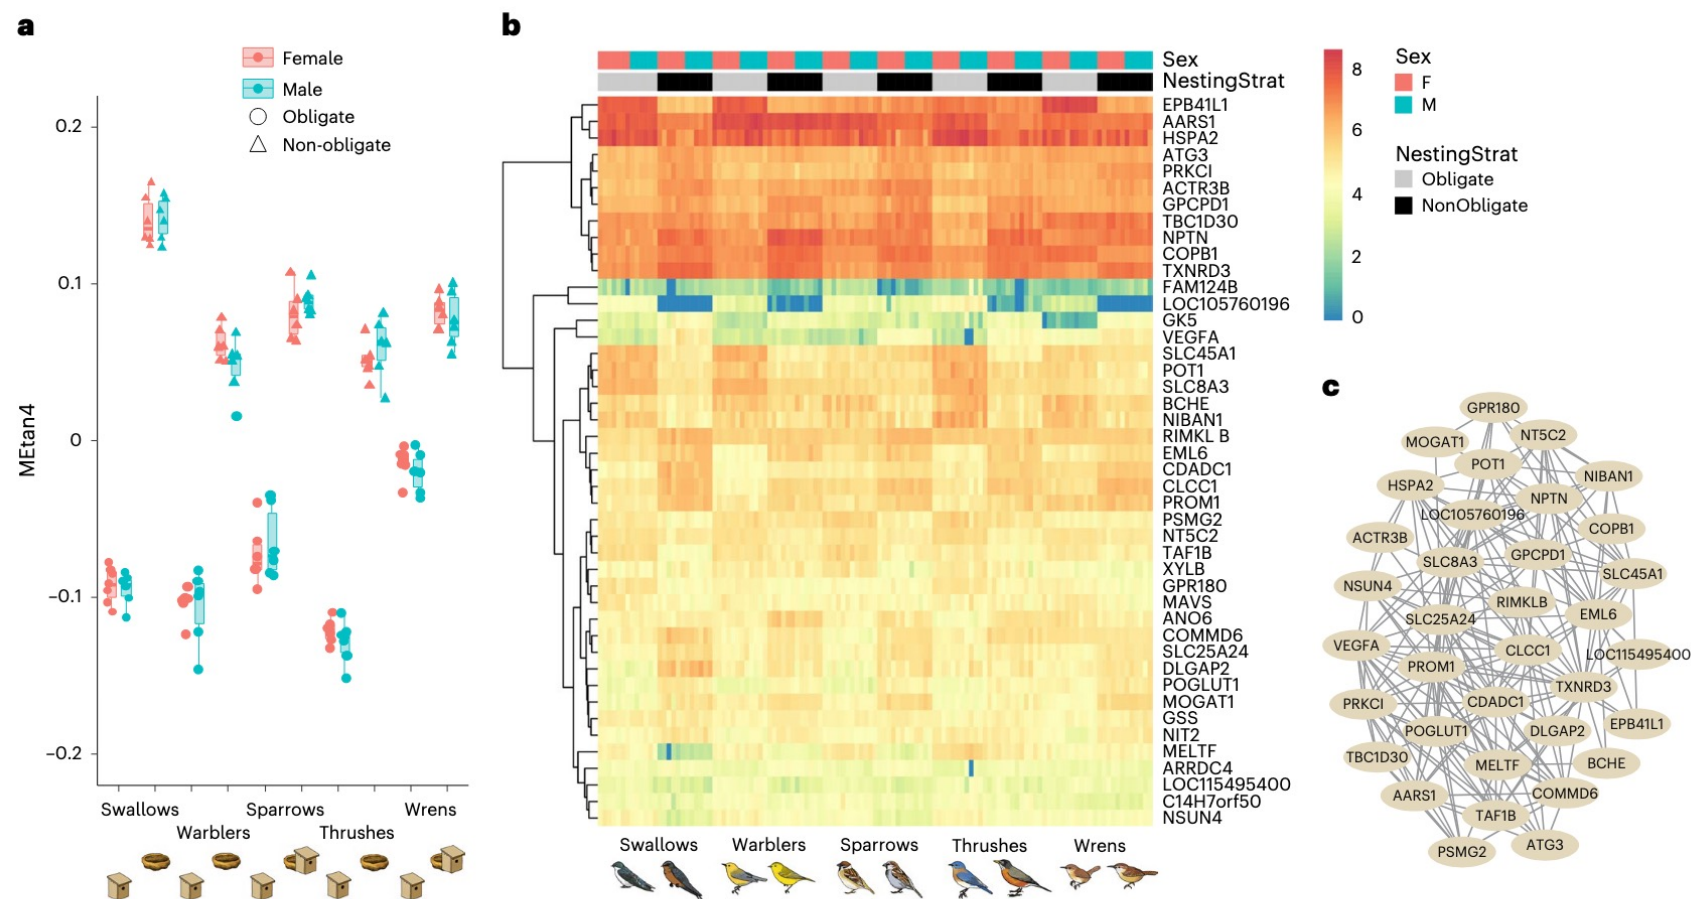 a
Female
Male
Obligate
Non-obligate
0.2
0.1
0
−0.1
−0.2
MEtan4
Swallows
Sparrows
Wrens
Warblers
Thrushes
b
Sex
NestingStrat
EPB41L1
AARS1
HSPA2
ATG3
PRKCI
ACTR3B
GPCPD1
TBC1D30
NPTN
COPB1
TXNRD3
FAM124B
LOC105760196
GK5
VEGFA
SLC45A1
POT1
SLC8A3
BCHE
NIBAN1
RIMKL B
EML6
CDADC1
CLCC1
PROM1
PSMG2
NT5C2
TAF1B
XYLB
GPR180
MAVS
ANO6
COMMD6
SLC25A24
DLGAP2
POGLUT1
MOGAT1
GSS
NIT2
MELTF
ARRDC4
LOC115495400
C14H7orf50
NSUN4
Swallows
Warblers
Sparrows
Thrushes
Wrens
8
6
4
2
0
Sex
F
M
NestingStrat
Obligate
NonObligate
c
GPR180
MOGAT1
NT5C2
POT1
NIBAN1
HSPA2
NPTN
LOC105760196
COPB1
ACTR3B
GPCPD1
SLC8A3
SLC45A1
NSUN4
RIMKLB
EML6
SLC25A24
VEGFA
CLCC1
LOC115495400
PROM1
TXNRD3
PRKCI
CDADC1
EPB41L1
POGLUT1
DLGAP2
TBC1D30
MELTF
BCHE
AARS1
COMMD6
TAF1B
PSMG2
ATG3